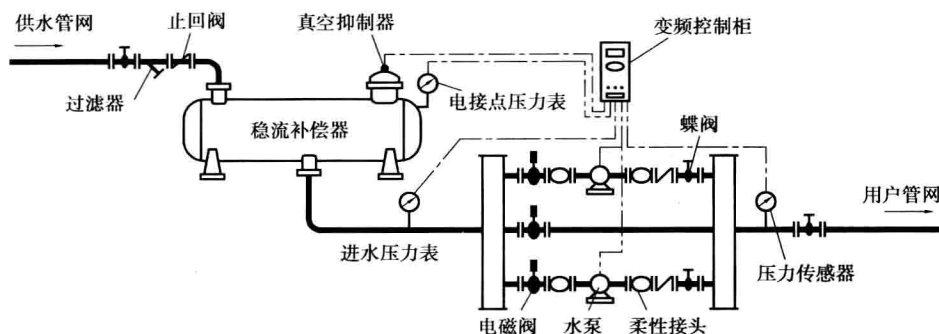 供水管网
止回阀
真空抑制器
变频控制柜
过滤器
电接点压力表
稳流补偿器
蝶阀
用户管网
进水压力表
压力传感器
电磁阀
水泵
柔性接头